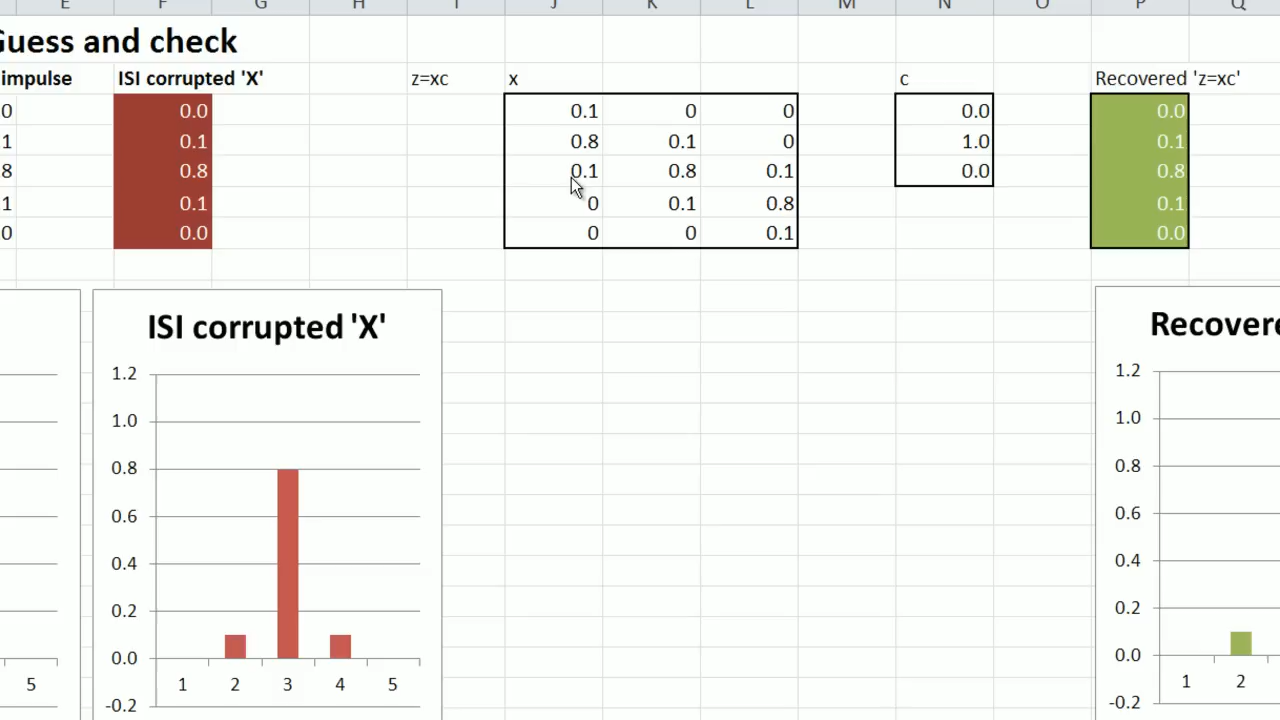 E F G H I J K L M N O P Q
Guess and check
impulse ISI corrupted 'X' z=xc x c Recovered 'z=xc'
0 0.0 0.1 0 0 0.0 0.0
1 0.1 0.8 0.1 0 1.0 0.1
8 0.8 0.1 0.8 0.1 0.0 0.8
1 0.1 0 0.1 0.8 0.1
0 0.0 0 0 0.1 0.0
ISI corrupted 'X'
1.2
1.0
0.8
0.6
0.4
0.2
0.0
-0.2
5
1 2 3 4 5
Recovere
1.2
1.0
0.8
0.6
0.4
0.2
0.0
-0.2
1 2